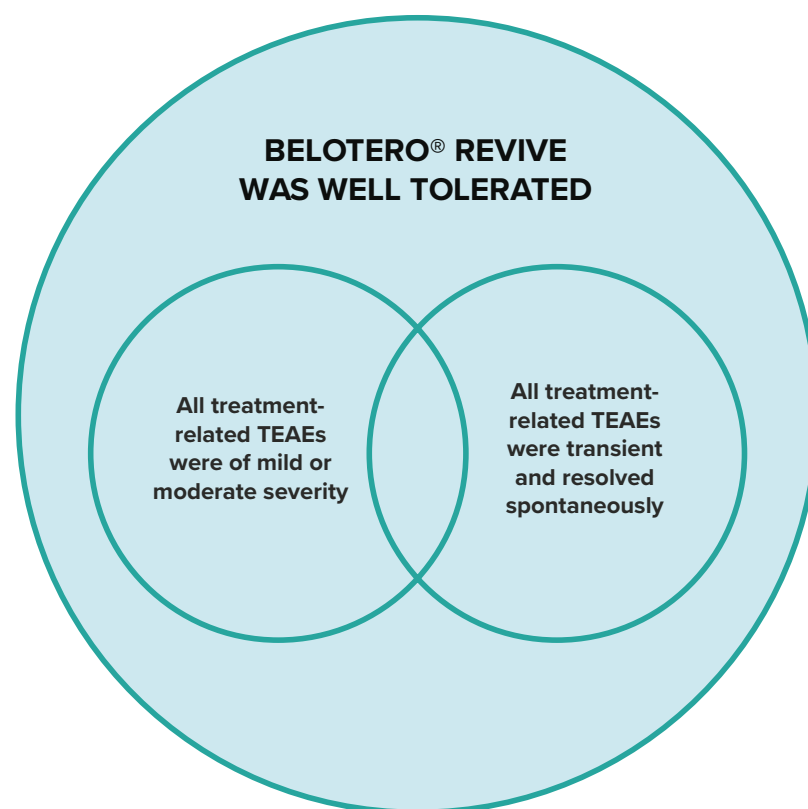 BELOTERO® REVIVE
WAS WELL TOLERATED
All treatment-
related TEAEs
were of mild or
moderate severity
All treatment-
related TEAEs
were transient
and resolved
spontaneously